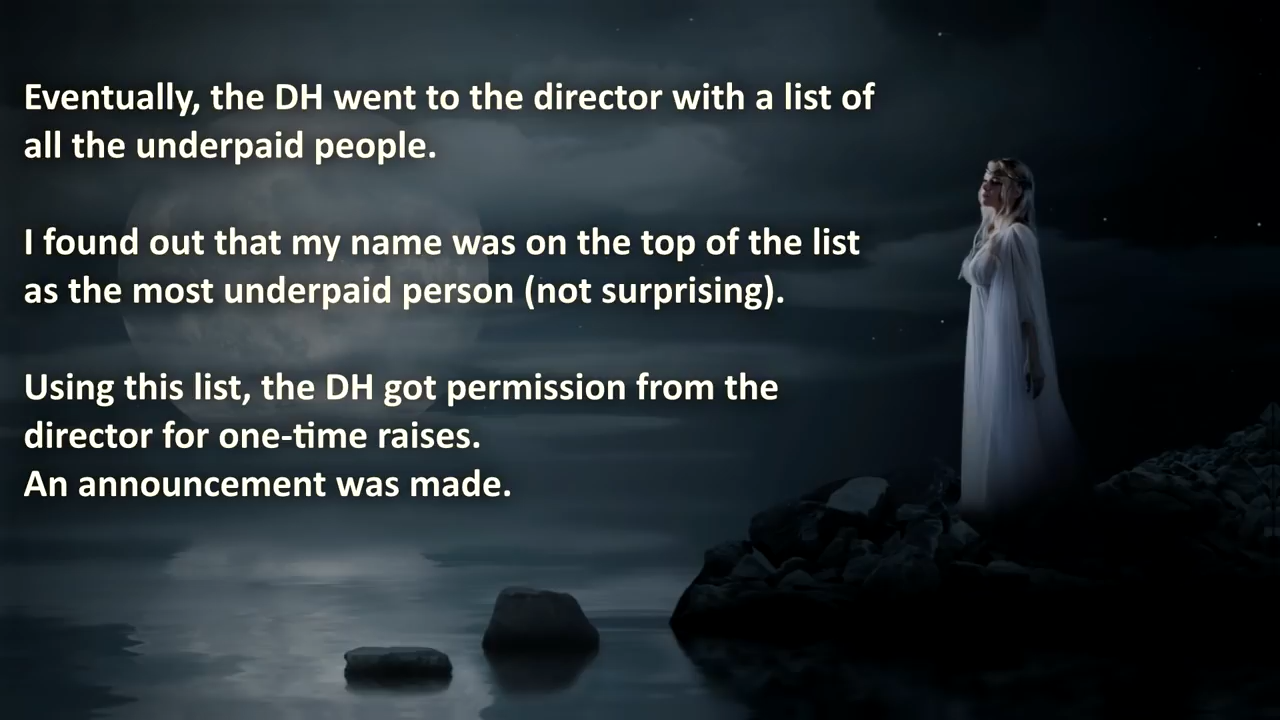 Eventually, the DH went to the director with a list of
all the underpaid people.
I found out that my name was on the top of the list
as the most underpaid person (not surprising).
Using this list, the DH got permission from the
director for one-time raises.
An announcement was made.